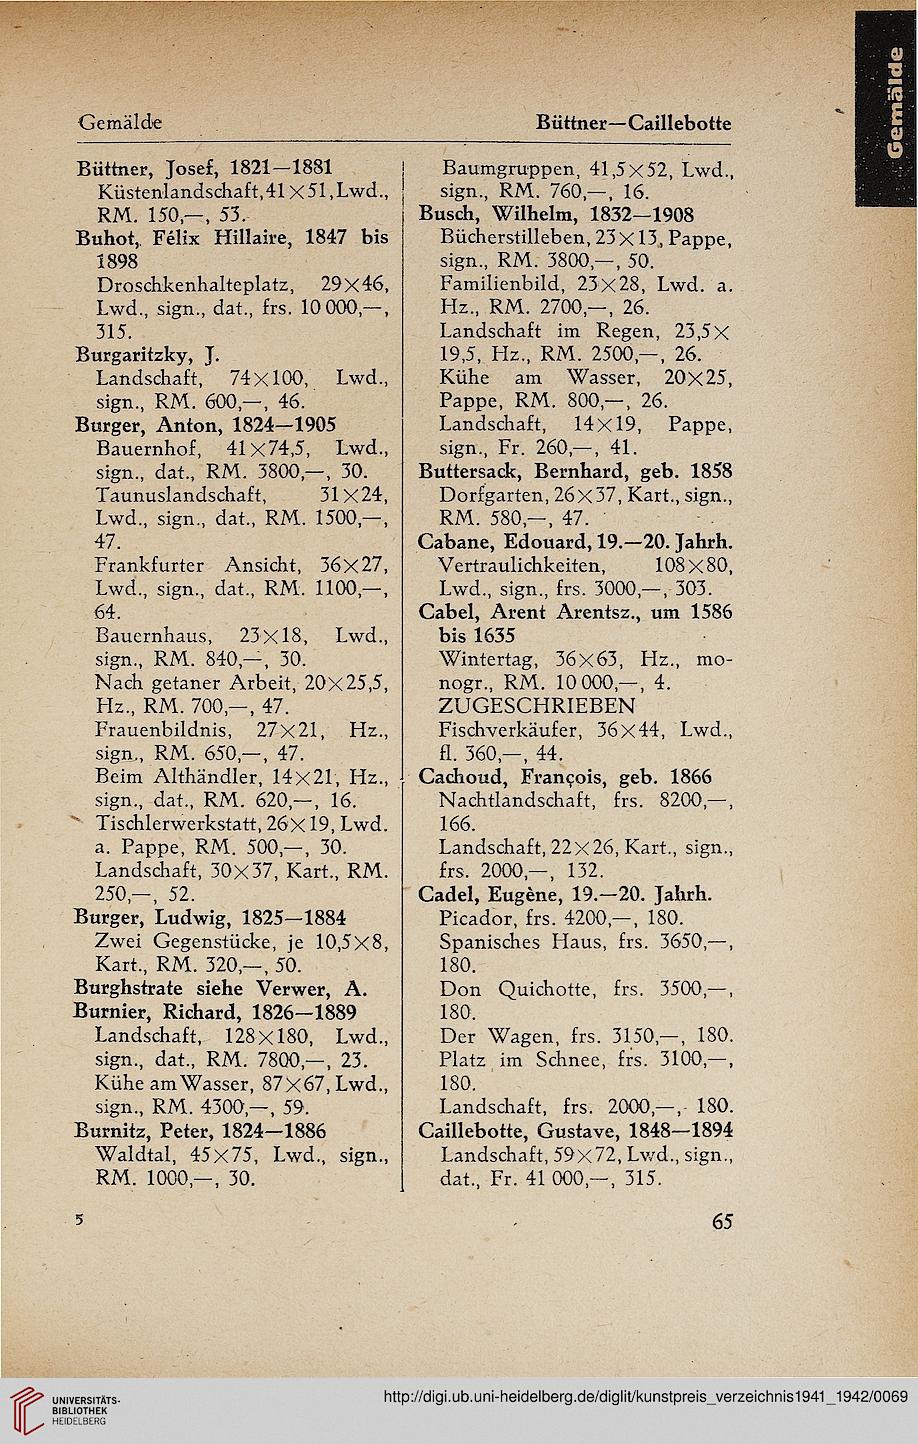 Gemälde
Büttner—Caillebotte
Gemälde
Büttner, Josef, 1821—1881
Küstenlandschaft, 41×51, Lwd.,
RM. 150,—, 53.
Buhot, Félix Hillaire, 1847 bis
1898
Droschkenhalteplatz, 29×46,
Lwd., sign., dat., frs. 10 000,—,
315.
Burgaritzky, J.
Landschaft, 74×100, Lwd.,
sign., RM. 600,—, 46.
Burger, Anton, 1824—1905
Bauernhof, 41×74,5, Lwd.,
sign., dat., RM. 3800,—, 30.
Taunuslandschaft, 31×24,
Lwd., sign., dat., RM. 1500,—,
47.
Frankfurter Ansicht, 36×27,
Lwd., sign., dat., RM. 1100,—,
64.
Bauernhaus, 23×18, Lwd.,
sign., RM. 840,—, 30.
Nach getaner Arbeit, 20×25,5,
Hz., RM. 700,—, 47.
Frauenbildnis, 27×21, Hz.,
sign., RM. 650,—, 47.
Beim Althändler, 14×21, Hz.,
sign., dat., RM. 620,—, 16.
Tischlerwerkstatt, 26×19, Lwd.
a. Pappe, RM. 500,—, 30.
Landschaft, 30×37, Kart., RM.
250,—, 52.
Burger, Ludwig, 1825—1884
Zwei Gegenstücke, je 10,5×8,
Kart., RM. 320,—, 50.
Burghstrate siehe Verwer, A.
Burnier, Richard, 1826—1889
Landschaft, 128×180, Lwd.,
sign., dat., RM. 7800,—, 23.
Kühe am Wasser, 87×67, Lwd.,
sign., RM. 4300,—, 59.
Burnitz, Peter, 1824—1886
Waldtal, 45×75, Lwd., sign.,
RM. 1000,—, 30.
Baumgruppen, 41,5×52, Lwd.,
sign., RM. 760,—, 16.
Busch, Wilhelm, 1832—1908
Bücherstilleben, 23×13, Pappe,
sign., RM. 3800,—, 50.
Familienbild, 23×28, Lwd. a.
Hz., RM. 2700,—, 26.
Landschaft im Regen, 23,5×
19,5, Hz., RM. 2500,—, 26.
Kühe am Wasser, 20×25,
Pappe, RM. 800,—, 26.
Landschaft, 14×19, Pappe,
sign., Fr. 260,—, 41.
Buttersack, Bernhard, geb. 1858
Dorfgarten, 26×37, Kart., sign.,
RM. 580,—, 47.
Cabane, Edouard, 19.—20. Jahrh.
Vertraulichkeiten, 108×80,
Lwd., sign., frs. 3000,—, 303.
Cabel, Arent Arentsz., um 1586
bis 1635
Wintertag, 36×63, Hz., mo-
nogr., RM. 10 000,—, 4.
ZUGESCHRIEBEN
Fischverkäufer, 36×44, Lwd.,
fl. 360,—, 44.
Cachoud, François, geb. 1866
Nachtlandschaft, frs. 8200,—,
166.
Landschaft, 22×26, Kart., sign.,
frs. 2000,—, 132.
Cadel, Eugène, 19.—20. Jahrh.
Picador, frs. 4200,—, 180.
Spanisches Haus, frs. 3650,—,
180.
Don Quichotte, frs. 3500,—,
180.
Der Wagen, frs. 3150,—, 180.
Platz im Schnee, frs. 3100,—,
180.
Landschaft, frs. 2000,—, 180.
Caillebotte, Gustave, 1848—1894
Landschaft, 59×72, Lwd., sign.,
dat., Fr. 41 000,—, 315.
5
65
UNIVERSITÄTS-
BIBLIOTHEK
HEIDELBERG
http://digi.ub.uni-heidelberg.de/diglit/kunstpreis_verzeichnis1941_1942/0069